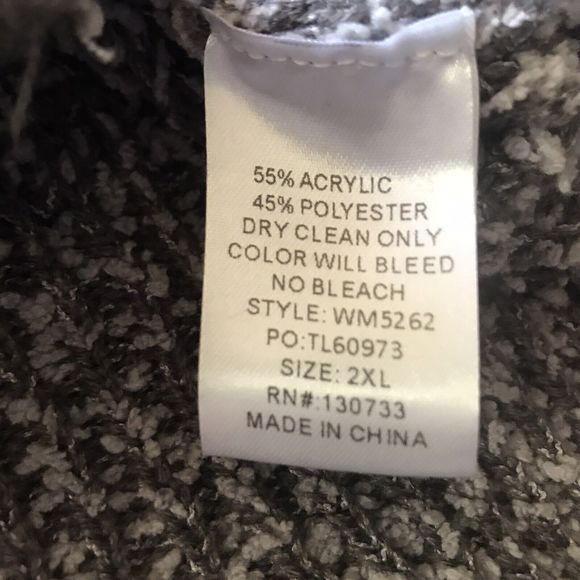 55% ACRYLIC
45% POLYESTER
DRY CLEAN ONLY
COLOR WILL BLEED
NO BLEACH
STYLE: WM5262
PO:TL60973
SIZE: 2XL
RN#:130733
MADE IN CHINA